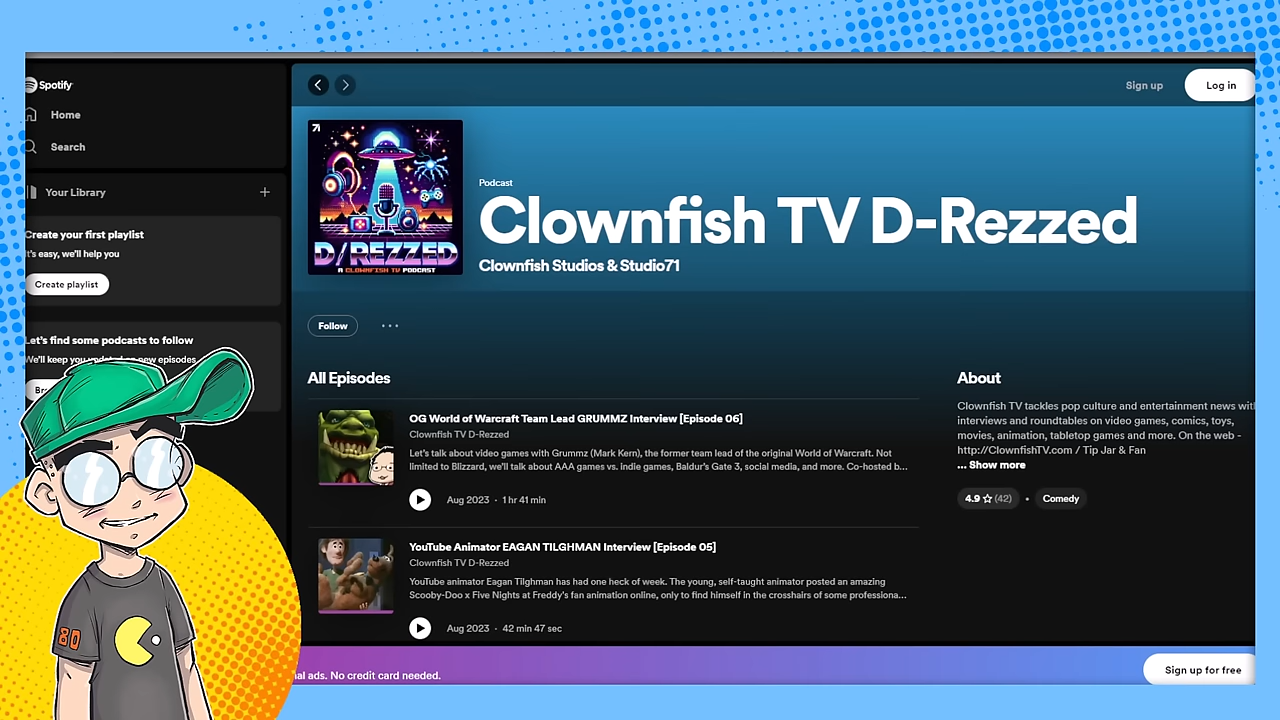 Spotify
Home
Search
Your Library
Create your first playlist
It's easy, we'll help you
Create playlist
Let's find some podcasts to follow
We'll keep you updated on new episodes
Sign up
Log in
D/REZZED
A CLOWNFISH TV PODCAST
Podcast
Clownfish TV D-Rezzed
Clownfish Studios & Studio71
Follow
All Episodes
OG World of Warcraft Team Lead GRUMMZ Interview [Episode 06]
Clownfish TV D-Rezzed
Let's talk about video games with Grummz (Mark Kern), the former team lead of the original World of Warcraft. Not
limited to Blizzard, we'll talk about AAA games vs. indie games, Baldur's Gate 3, social media, and more. Co-hosted b...
Aug 2023 · 1 hr 41 min
YouTube Animator EAGAN TILGHMAN Interview [Episode 05]
Clownfish TV D-Rezzed
YouTube animator Eagan Tilghman has had one heck of week. The young, self-taught animator posted an amazing
Scooby-Doo x Five Nights at Freddy's fan animation online, only to find himself in the crosshairs of some professiona...
Aug 2023 · 42 min 47 sec
About
Clownfish TV tackles pop culture and entertainment news with
interviews and roundtables on video games, comics, toys,
movies, animation, tabletop games and more. On the web -
http://ClownfishTV.com / Tip Jar & Fan
... Show more
4.9 (42) • Comedy
80
ads. No credit card needed.
Sign up for free